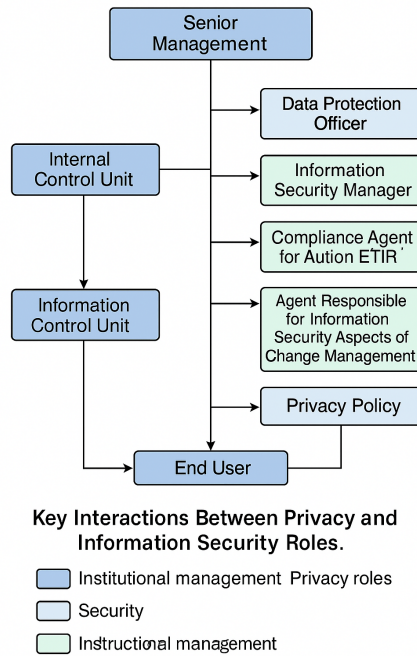 Senior
Management
Data Protection
Officer
Internal
Control Unit
Information
Security Manager
Compliance Agent
for Aution ETIR'
Information
Control Unit
Agent Responsible
for Information
Security Aspects of
Change Management
Privacy Policy
End User
Key Interactions Between Privacy and
Information Security Roles.
Institutional management Privacy roles
Security
management